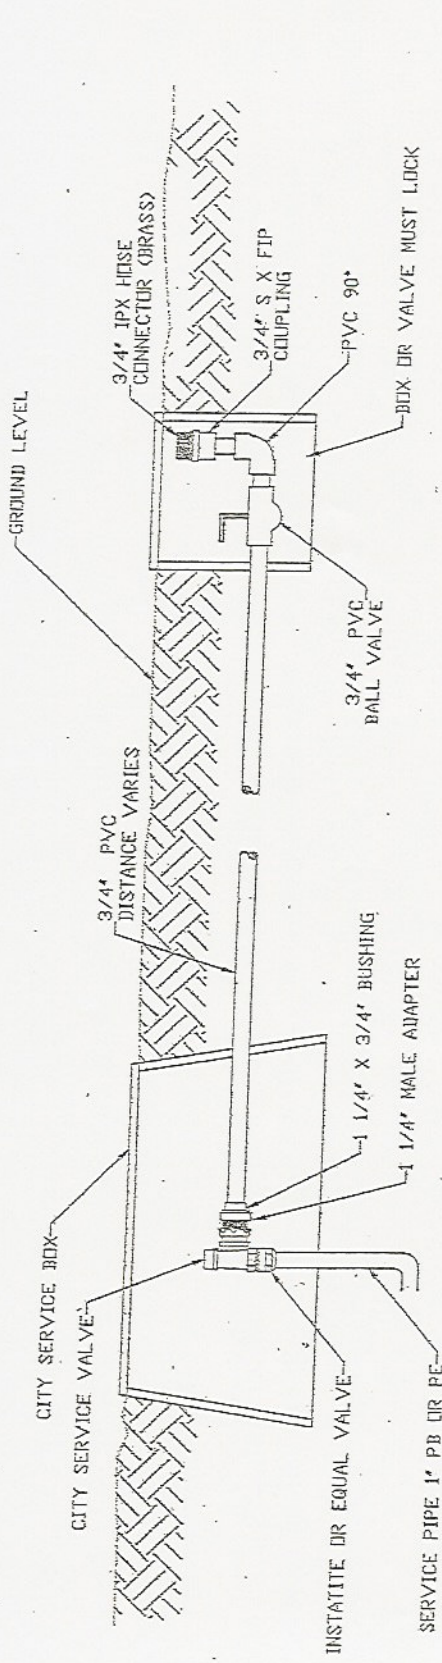 CITY SERVICE BOX
CITY SERVICE VALVE
3/4" PVC
DISTANCE VARIES
GROUND LEVEL
3/4" IPX HOSE
CONNECTOR (BRASS)
3/4" S X FIP
COUPLING
PVC 90°
BOX OR VALVE MUST LOCK
3/4" PVC
BALL VALVE
1 1/4" X 3/4" BUSHING
1 1/4" MALE ADAPTER
INSTATITE OR EQUAL VALVE
SERVICE PIPE 1" PB OR PE